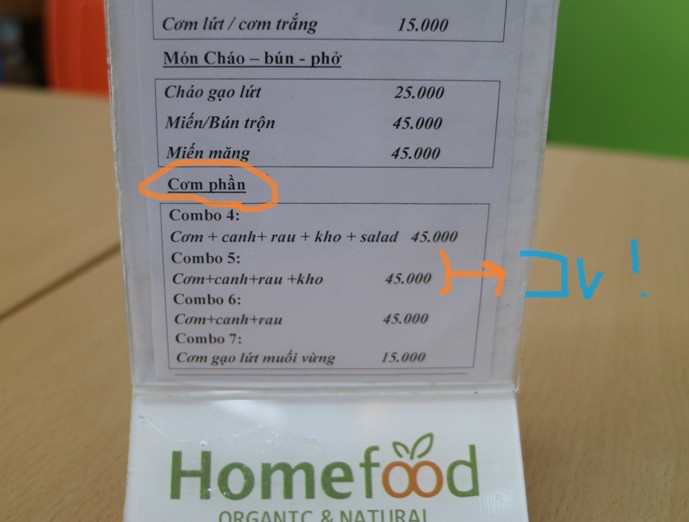 Cơm lứt / cơm trắng 15.000
Món Cháo – bún - phở
Cháo gạo lứt 25.000
Miến/Bún trộn 45.000
Miến măng 45.000
Cơm phần
Combo 4:
Cơm + canh+ rau + kho + salad 45.000
Combo 5:
Cơm+canh+rau +kho 45.000
コレ!
Combo 6:
Cơm+canh+rau 45.000
Combo 7:
Cơm gạo lứt muối vừng 15.000
Homefood
ORGANIC & NATURAL